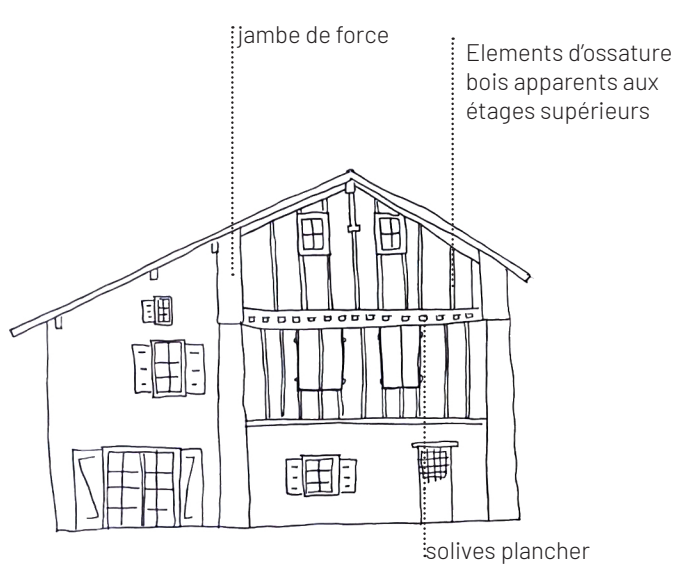 jambe de force
Elements d'ossature
bois apparents aux
étages supérieurs
solives plancher